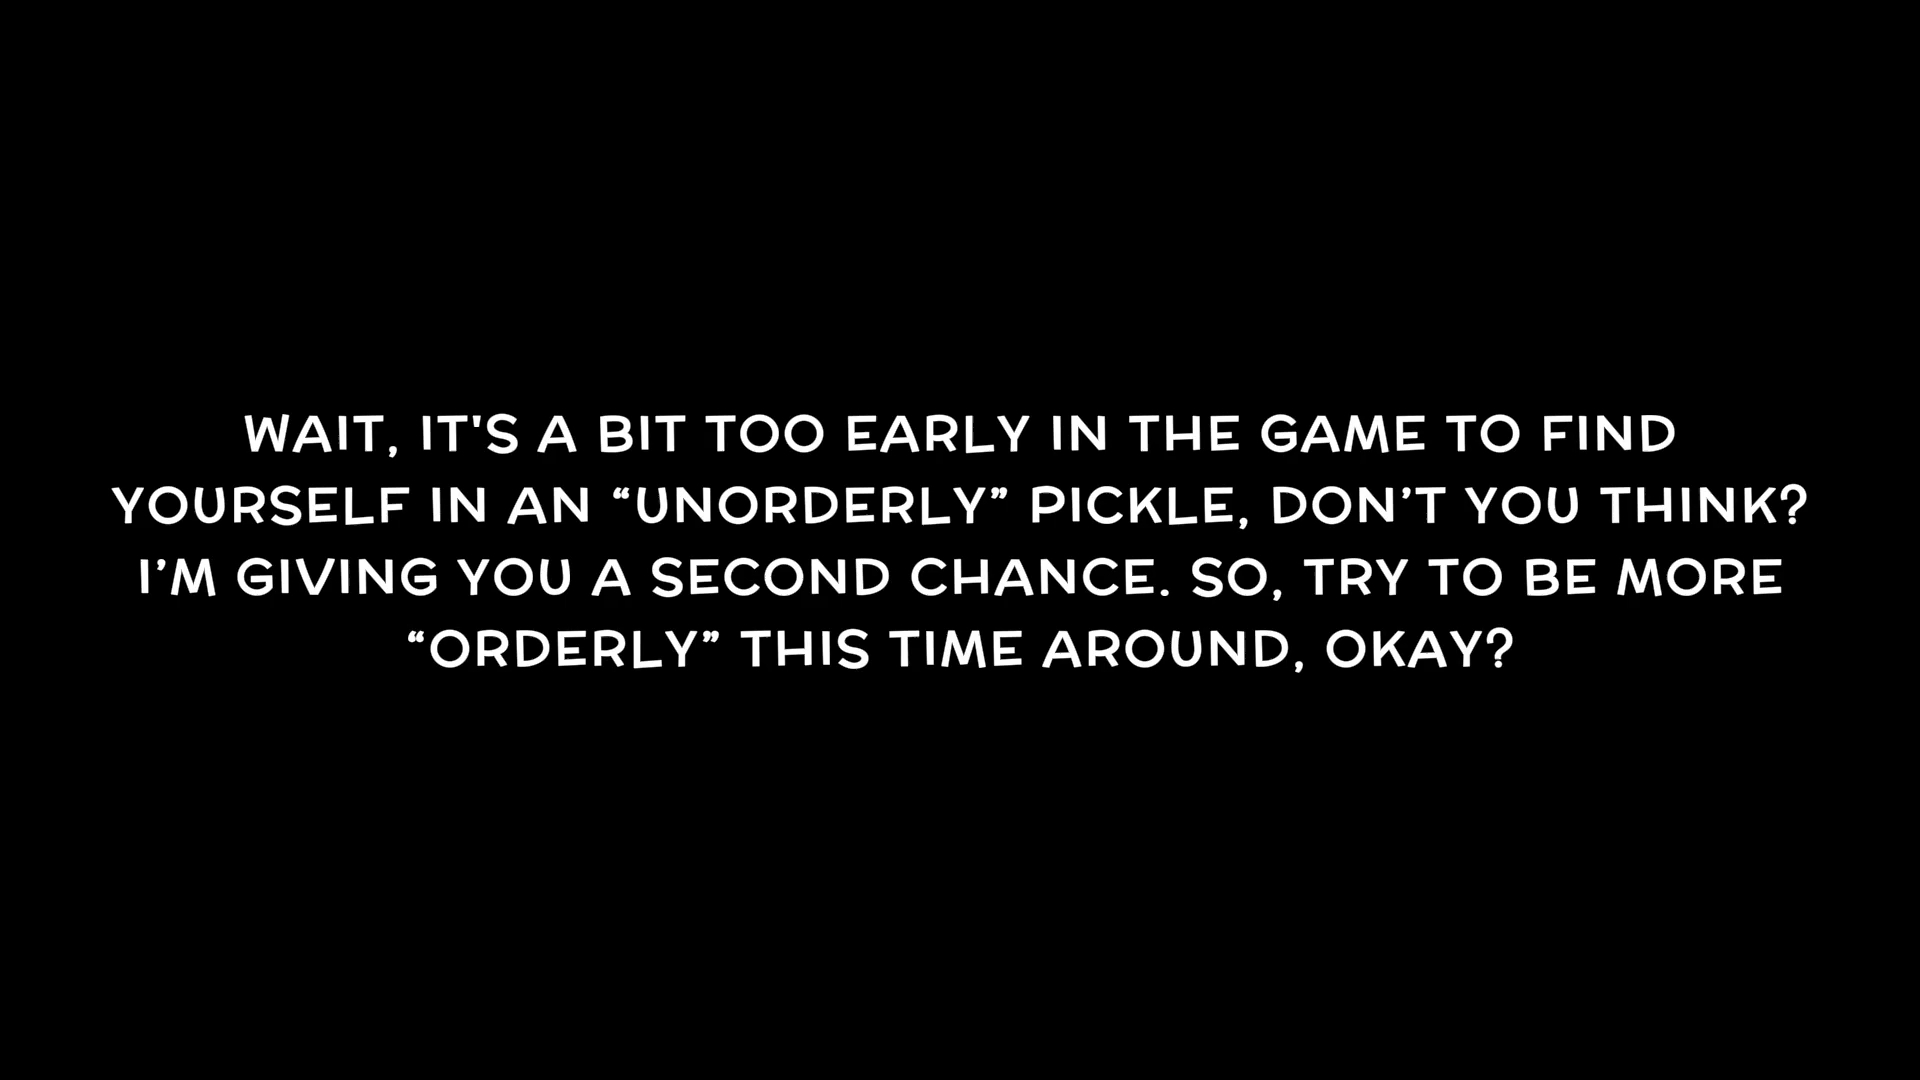 WAIT, IT'S A BIT TOO EARLY IN THE GAME TO FIND
YOURSELF IN AN “UNORDERLY” PICKLE, DON’T YOU THINK?
I’M GIVING YOU A SECOND CHANCE. SO, TRY TO BE MORE
“ORDERLY” THIS TIME AROUND, OKAY?